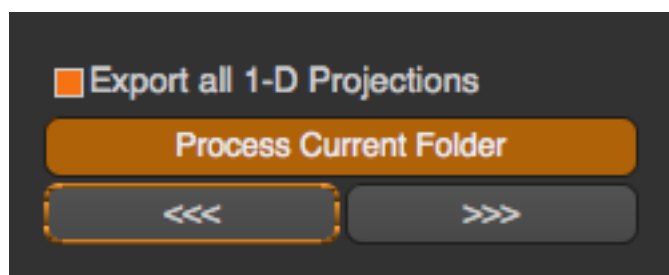 Export all 1-D Projections
Process Current Folder
<<< >>>